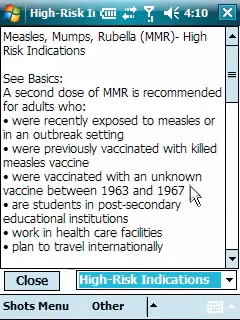 High-Risk In 4:10
Measles, Mumps, Rubella (MMR)- High
Risk Indications
See Basics:
A second dose of MMR is recommended
for adults who:
• were recently exposed to measles or
in an outbreak setting
• were previously vaccinated with killed
measles vaccine
• were vaccinated with an unknown
vaccine between 1963 and 1967
• are students in post-secondary
educational institutions
• work in health care facilities
• plan to travel internationally
Close High-Risk Indications
Shots Menu Other